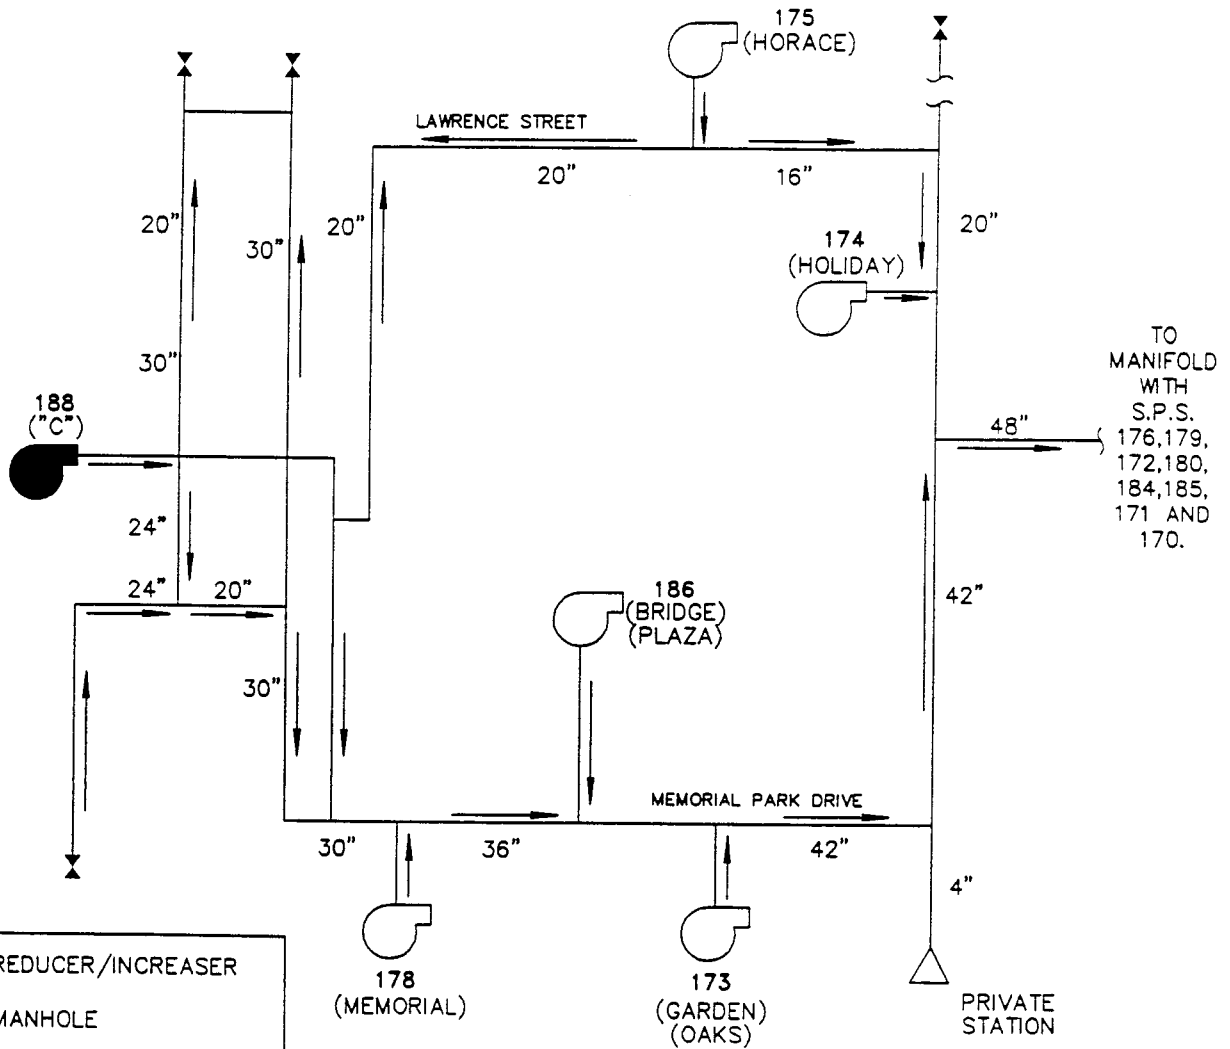 175
(HORACE)
LAWRENCE STREET
20"
16"
20"
30"
20"
20"
174
(HOLIDAY)
30"
TO
MANIFOLD
WITH
S.P.S.
176,179,
172,180,
184,185,
171 AND
170.
188
("C")
48"
24"
24"
20"
186
(BRIDGE)
(PLAZA)
42"
30"
MEMORIAL PARK DRIVE
30"
36"
42"
4"
178
(MEMORIAL)
173
(GARDEN)
(OAKS)
PRIVATE
STATION
REDUCER/INCREASER
MANHOLE